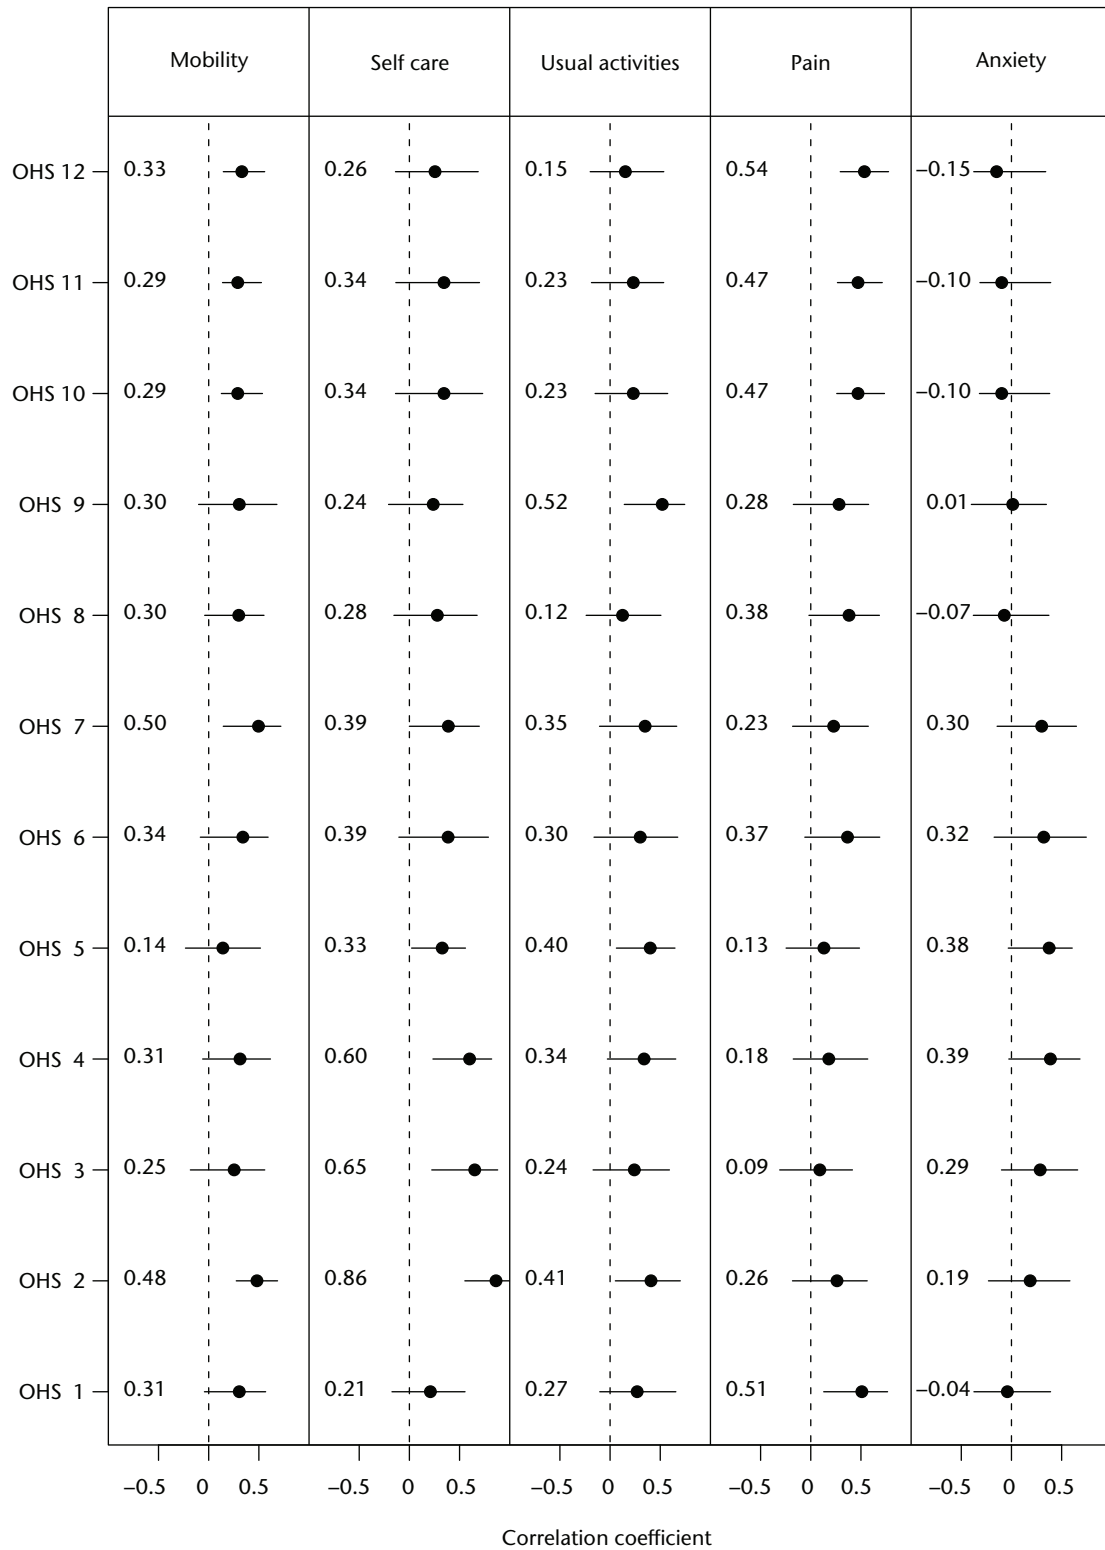 Mobility Self care Usual activities Pain Anxiety
OHS 12 0.33 0.26 0.15 0.54 –0.15
OHS 11 0.29 0.34 0.23 0.47 –0.10
OHS 10 0.29 0.34 0.23 0.47 –0.10
OHS 9 0.30 0.24 0.52 0.28 0.01
OHS 8 0.30 0.28 0.12 0.38 –0.07
OHS 7 0.50 0.39 0.35 0.23 0.30
OHS 6 0.34 0.39 0.30 0.37 0.32
OHS 5 0.14 0.33 0.40 0.13 0.38
OHS 4 0.31 0.60 0.34 0.18 0.39
OHS 3 0.25 0.65 0.24 0.09 0.29
OHS 2 0.48 0.86 0.41 0.26 0.19
OHS 1 0.31 0.21 0.27 0.51 –0.04
–0.5 0 0.5 –0.5 0 0.5 –0.5 0 0.5 –0.5 0 0.5 –0.5 0 0.5
Correlation coefficient